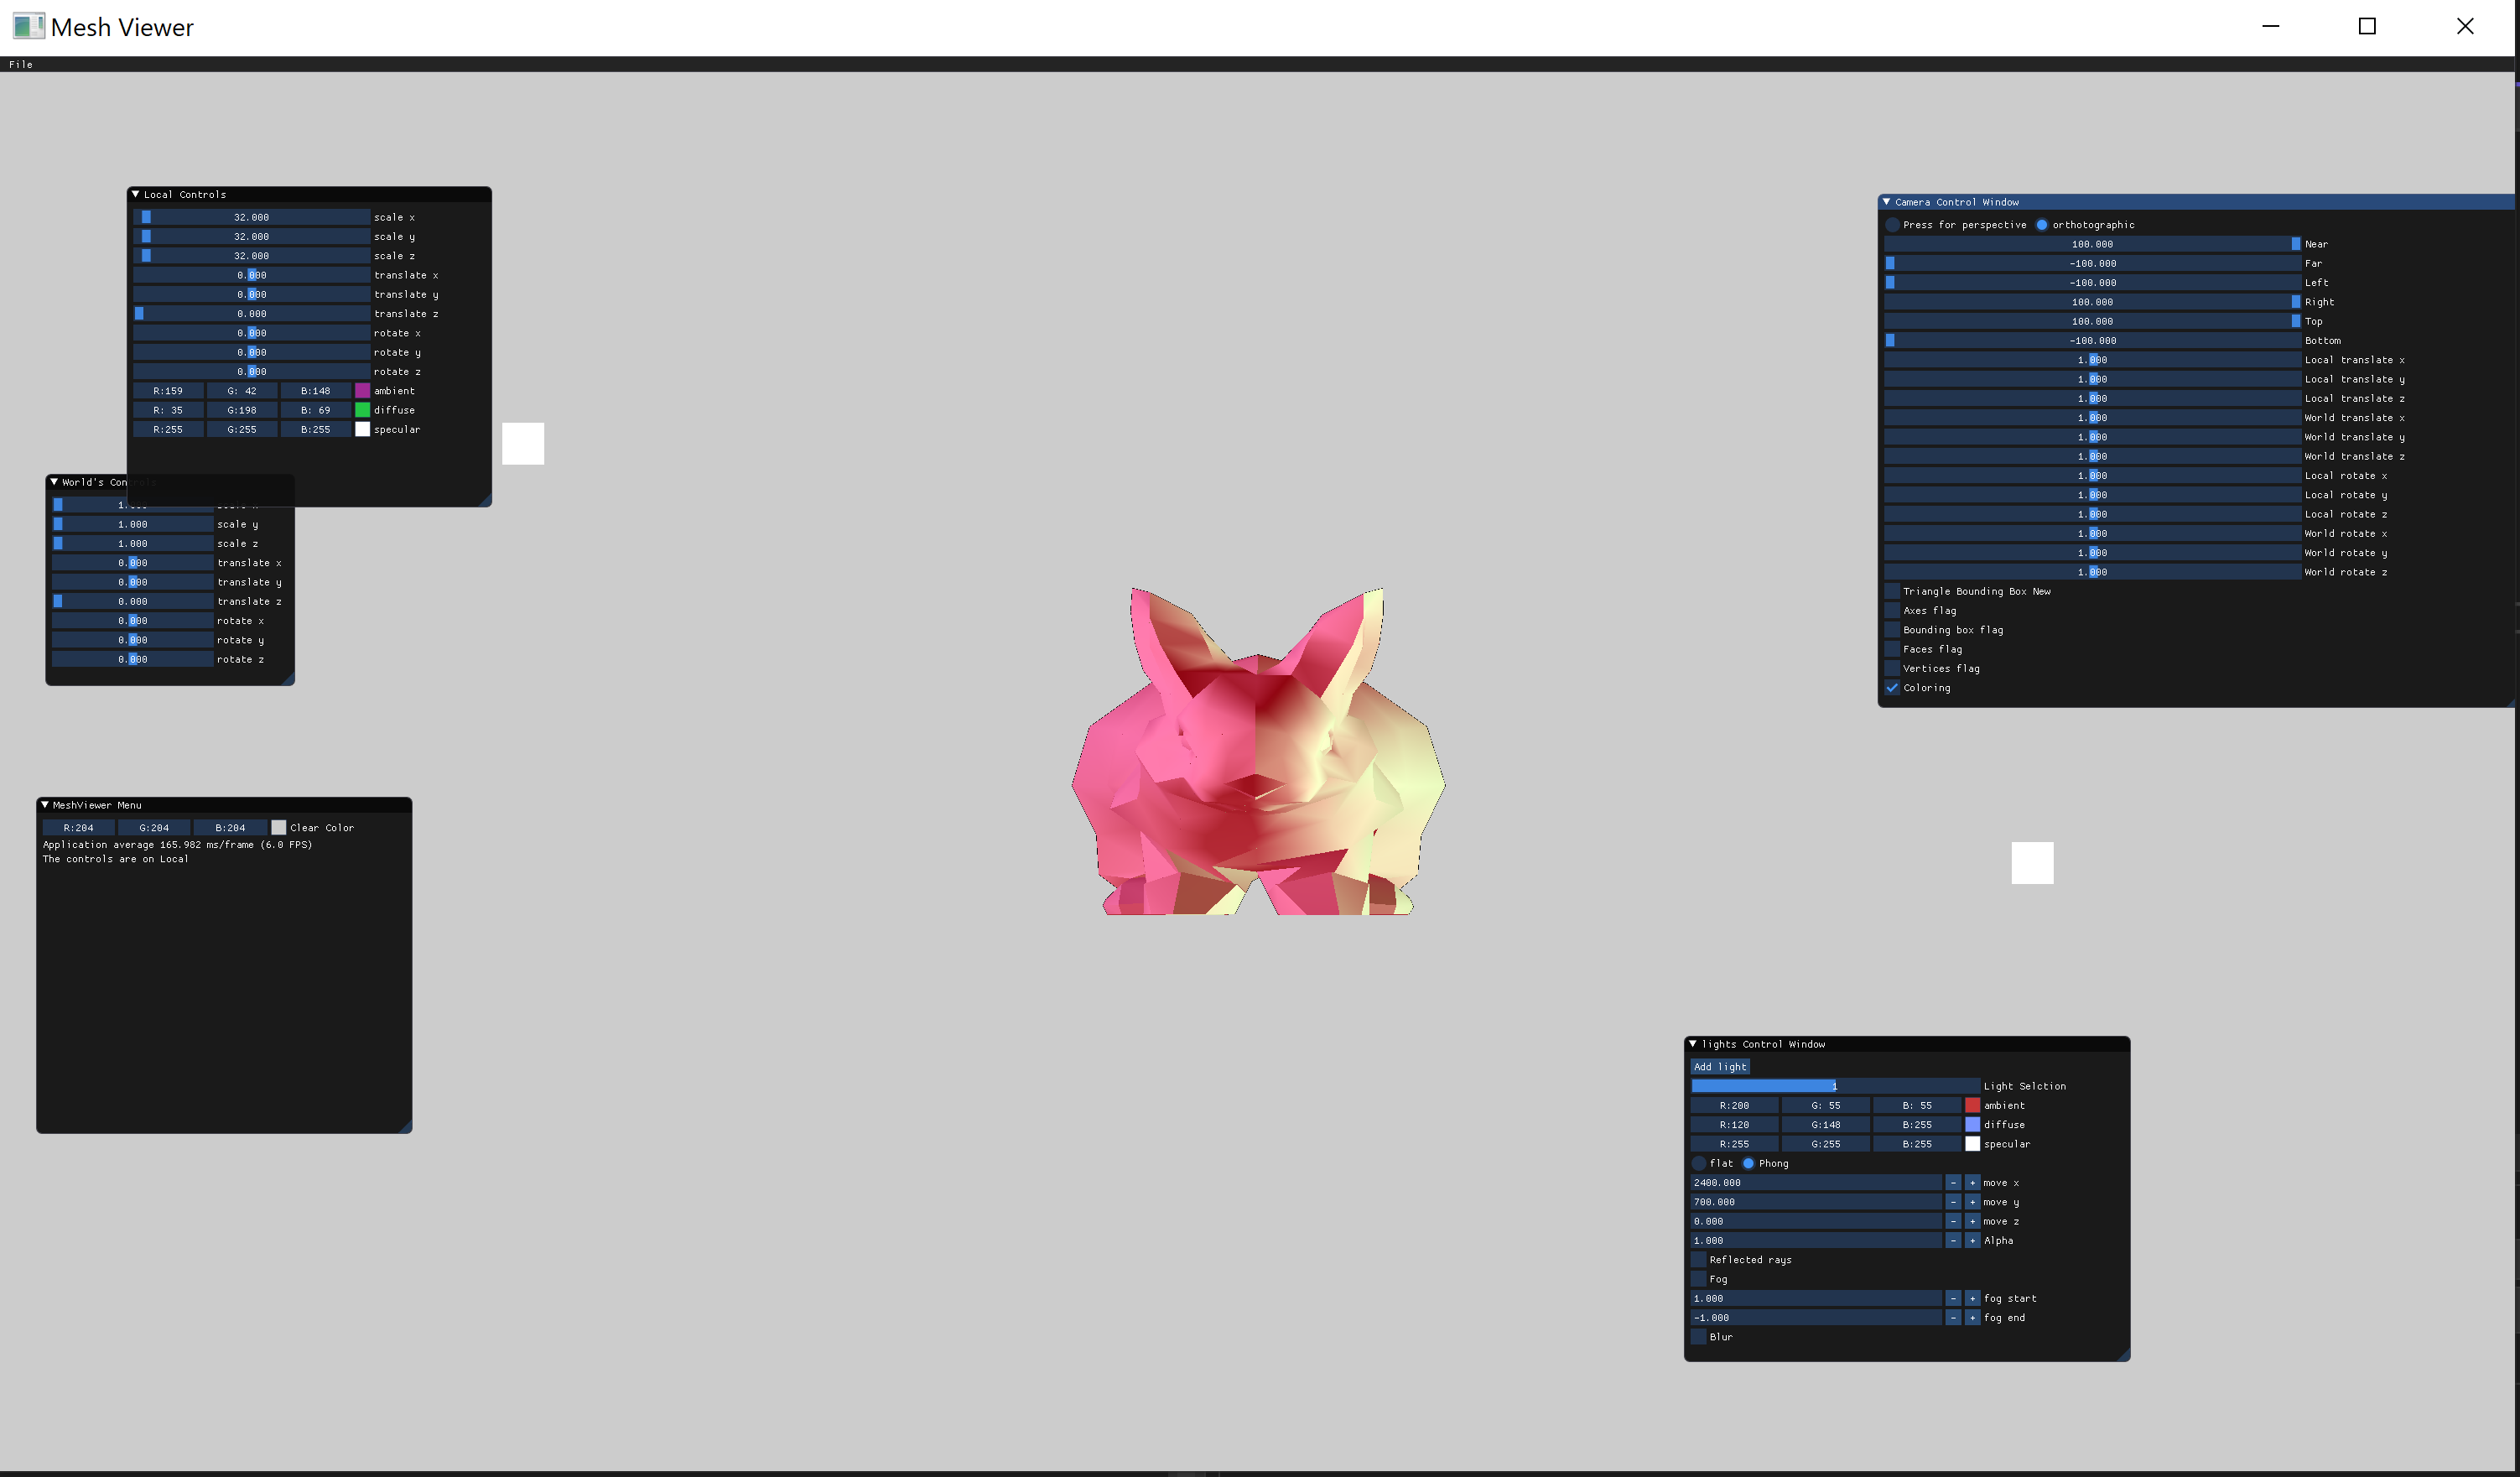 Mesh Viewer
File
Local Controls
32.000 scale x
32.000 scale y
32.000 scale z
0.000 translate x
0.000 translate y
0.000 translate z
0.000 rotate x
0.000 rotate y
0.000 rotate z
R:159 G: 42 B:148 ambient
R: 35 G:198 B: 69 diffuse
R:255 G:255 B:255 specular
World's Controls
1.000 scale y
1.000 scale z
0.000 translate x
0.000 translate y
0.000 translate z
0.000 rotate x
0.000 rotate y
0.000 rotate z
MeshViewer Menu
R:204 G:204 B:204 Clear Color
Application average 165.982 ms/frame (6.0 FPS)
The controls are on Local
Camera Control Window
Press for perspective orthotographic
100.000 Near
-100.000 Far
-100.000 Left
100.000 Right
100.000 Top
-100.000 Bottom
1.000 Local translate x
1.000 Local translate y
1.000 Local translate z
1.000 World translate x
1.000 World translate y
1.000 World translate z
1.000 Local rotate x
1.000 Local rotate y
1.000 Local rotate z
1.000 World rotate x
1.000 World rotate y
1.000 World rotate z
Triangle Bounding Box New
Axes flag
Bounding box flag
Faces flag
Vertices flag
Coloring
lights Control Window
Add light
1 Light Selction
R:200 G: 55 B: 55 ambient
R:120 G:148 B:255 diffuse
R:255 G:255 B:255 specular
flat Phong
2400.000 - + move x
700.000 - + move y
0.000 - + move z
1.000 - + Alpha
Reflected rays
Fog
1.000 - + fog start
-1.000 - + fog end
Blur